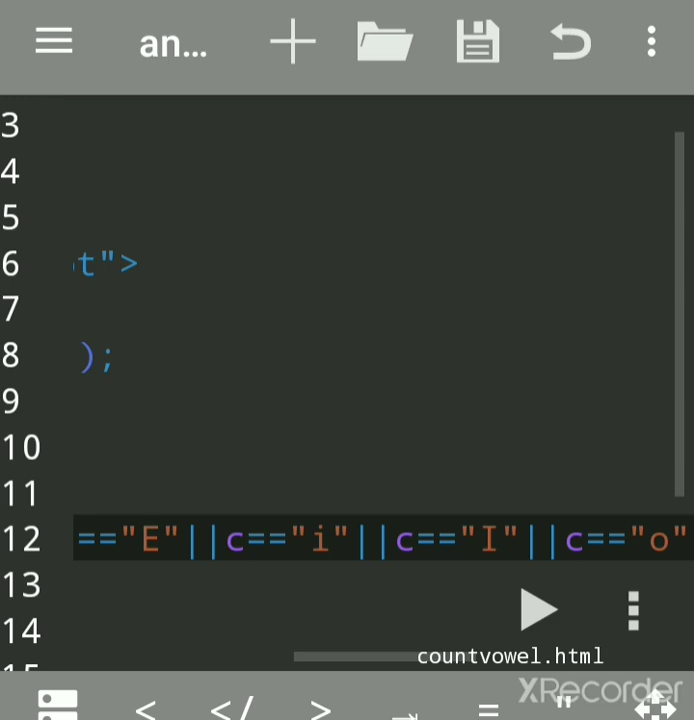 an...
3
4
5
6 t">
7
8 );
9
10
11
12 =="E"||c=="i"||c=="I"||c=="o"
13
14
countvowel.html
XRecorder
< </ > = "